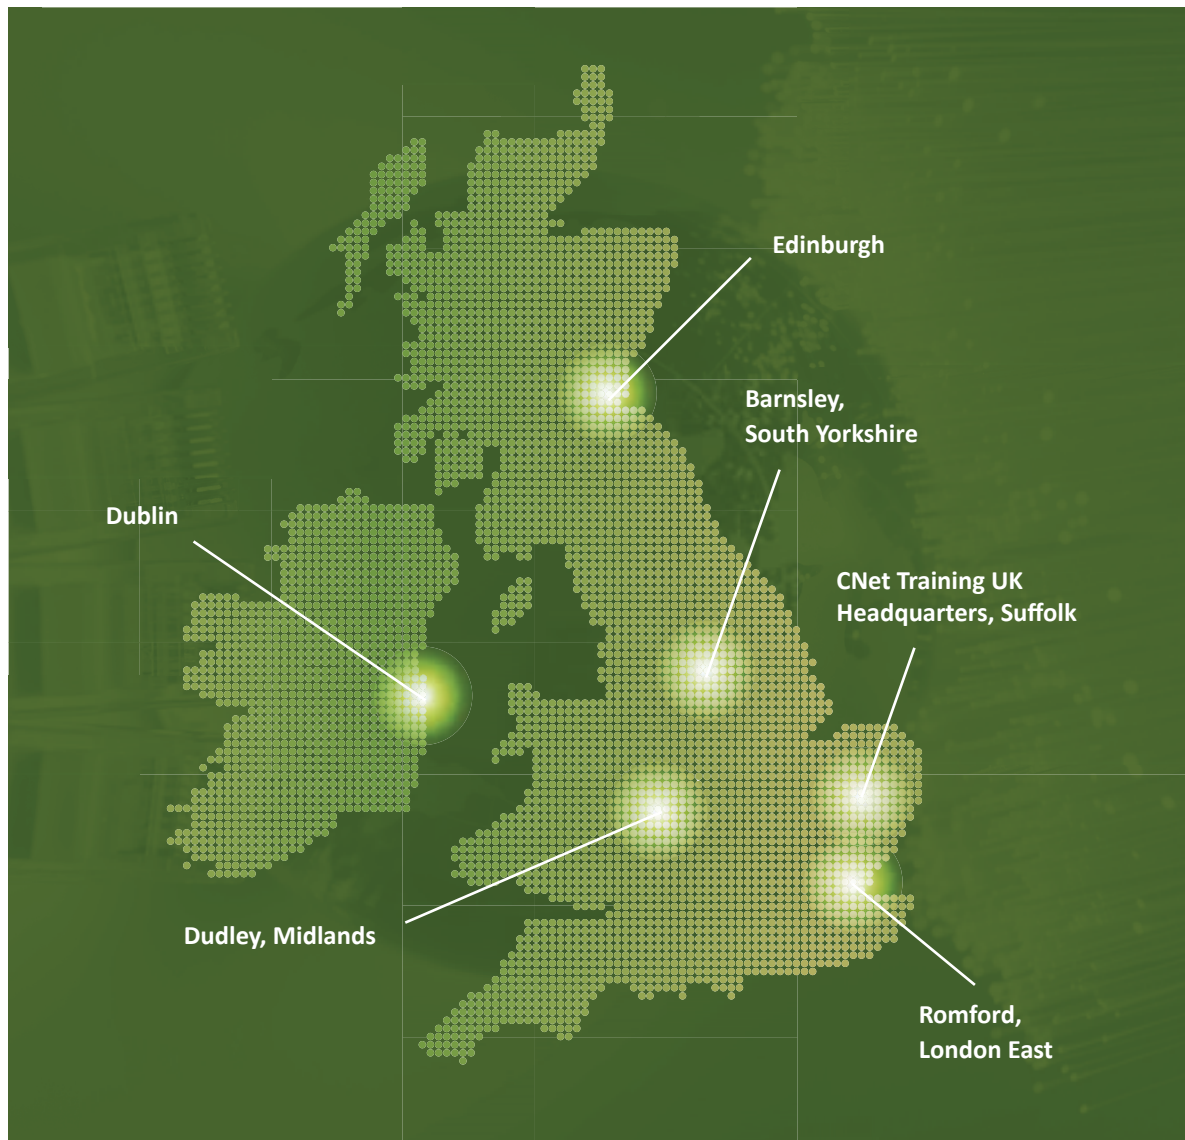 Edinburgh
Barnsley,
South Yorkshire
Dublin
CNet Training UK
Headquarters, Suffolk
Dudley, Midlands
Romford,
London East